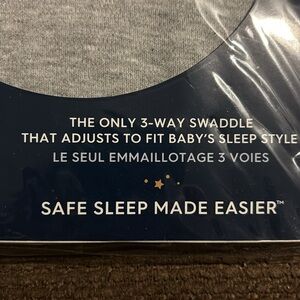 THE ONLY 3-WAY SWADDLE
THAT ADJUSTS TO FIT BABY'S SLEEP STYLE
LE SEUL EMMAILLOTAGE 3 VOIES
SAFE SLEEP MADE EASIER™